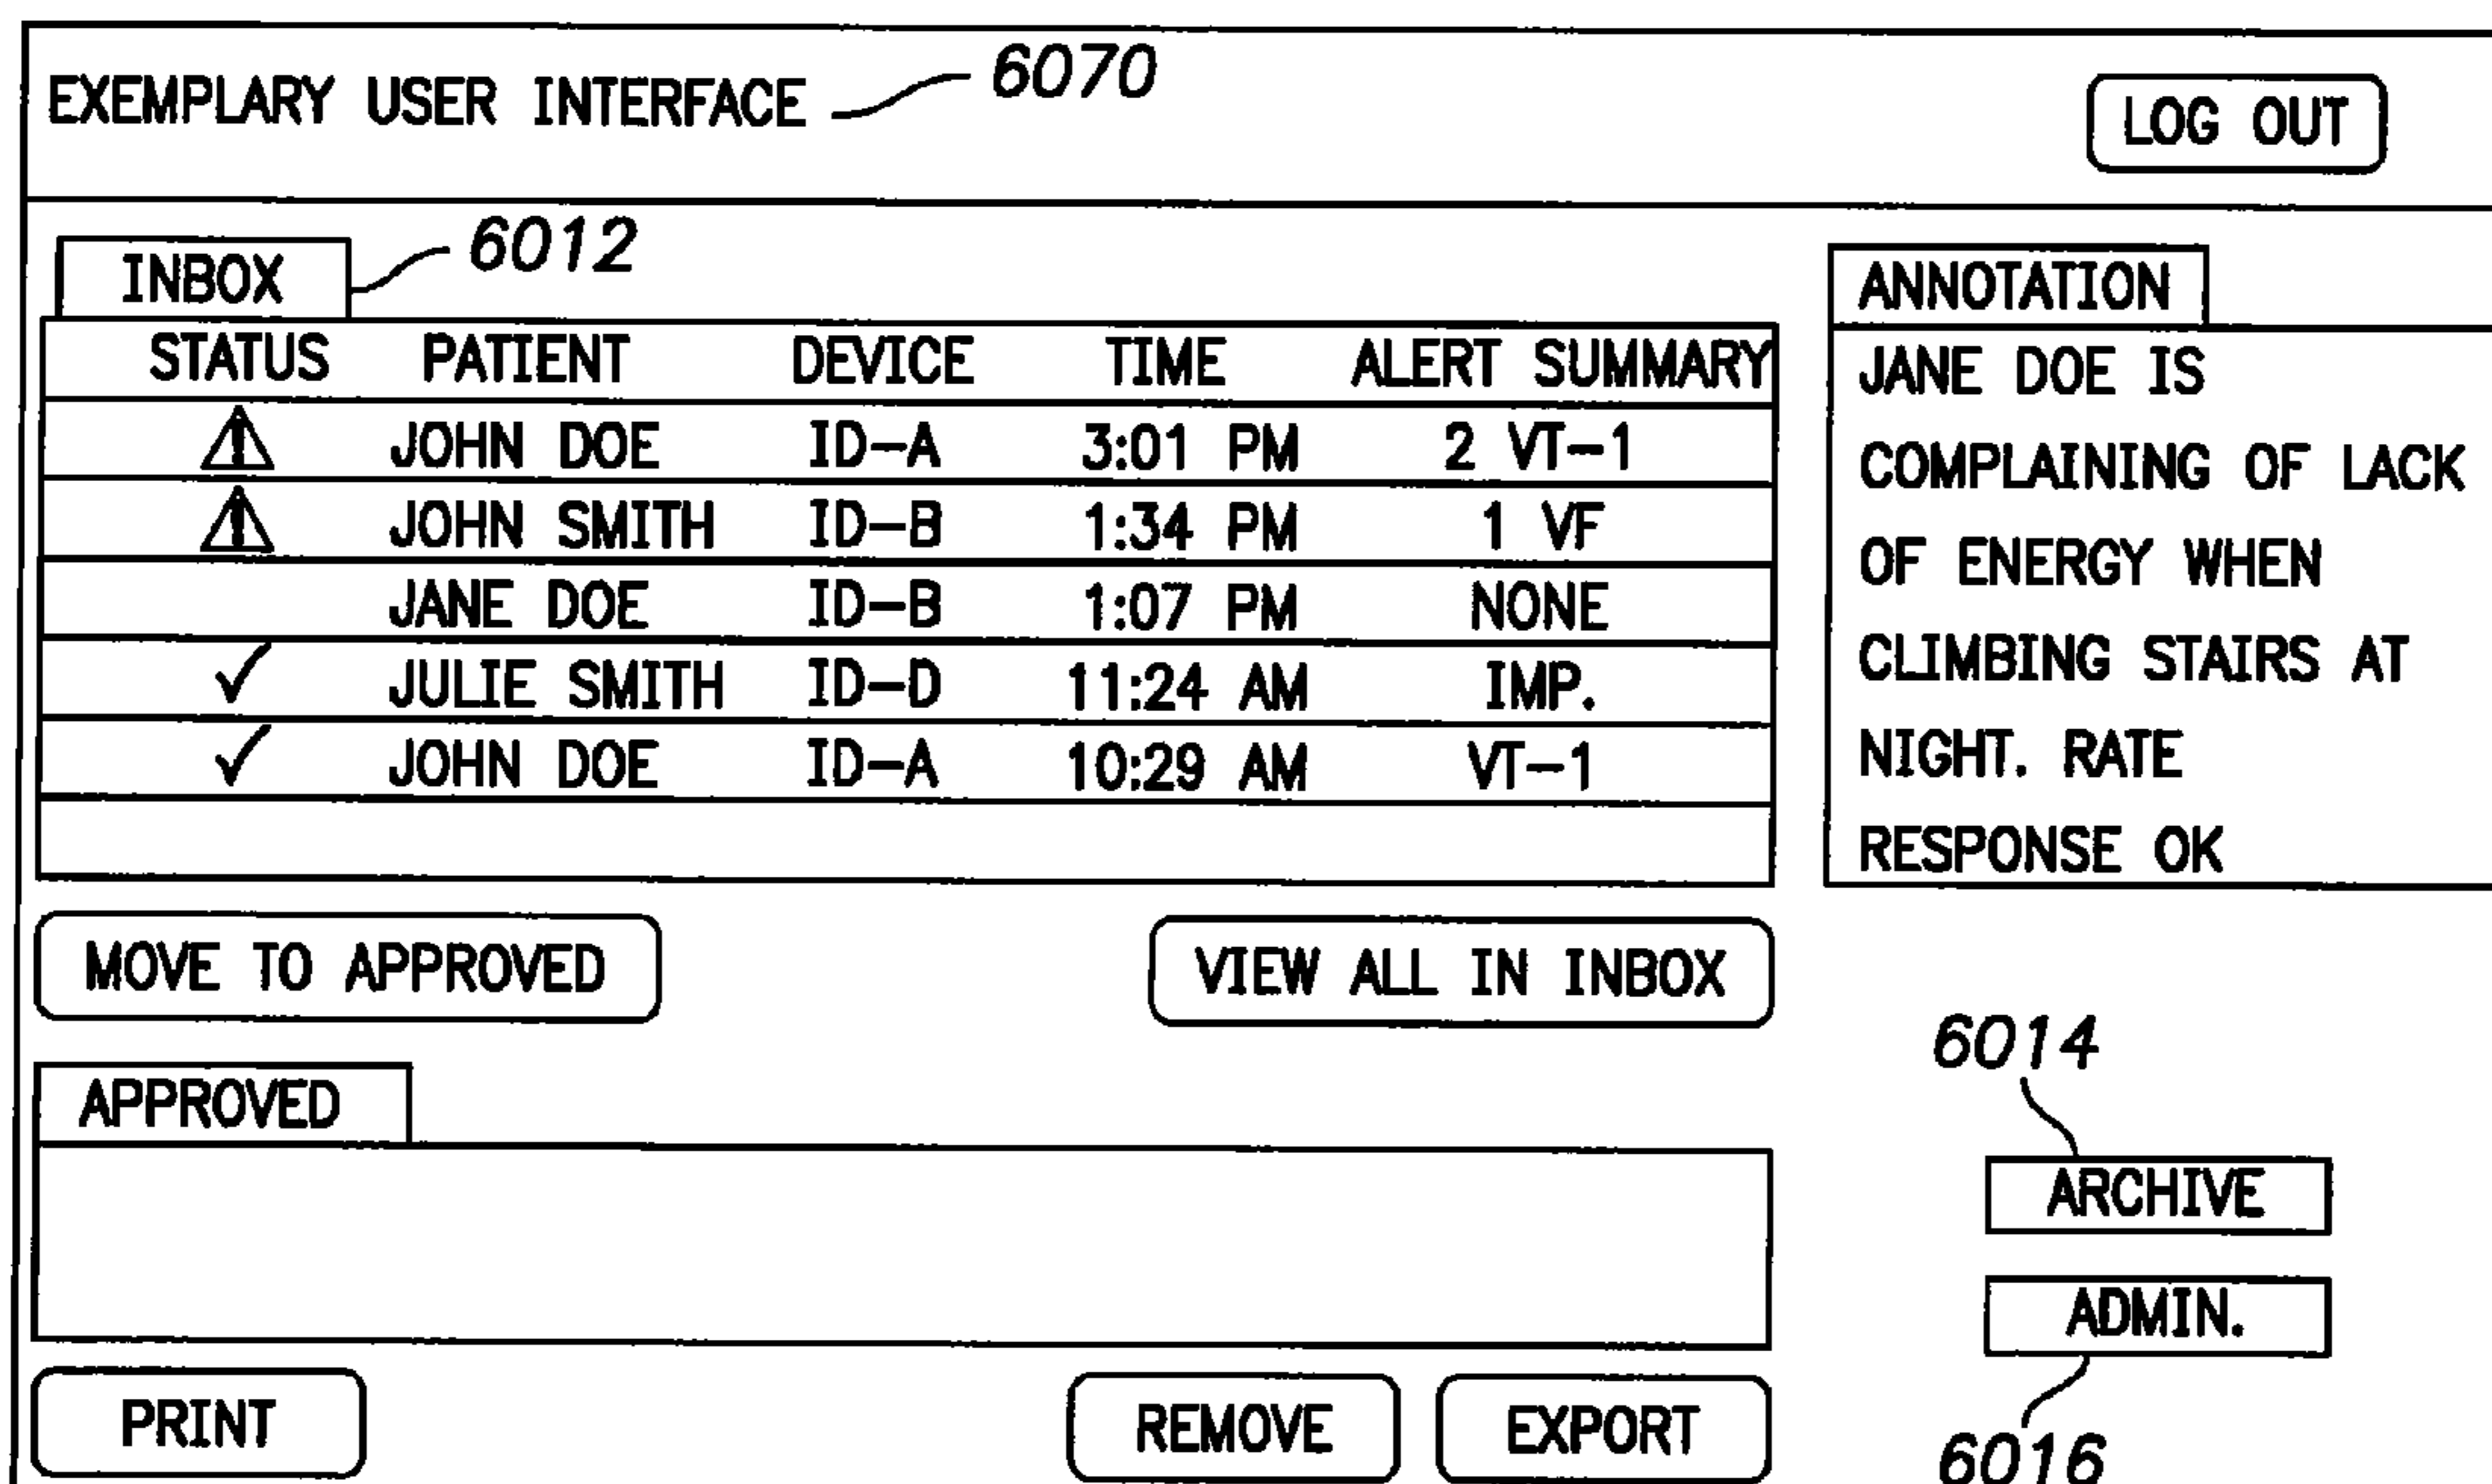 EXEMPLARY USER INTERFACE 6070
LOG OUT
INBOX 6012
STATUS PATIENT DEVICE TIME ALERT SUMMARY
JOHN DOE ID-A 3:01 PM 2 VT-1
JOHN SMITH ID-B 1:34 PM 1 VF
JANE DOE ID-B 1:07 PM NONE
✓ JULIE SMITH ID-D 11:24 AM IMP.
✓ JOHN DOE ID-A 10:29 AM VT-1
ANNOTATION
JANE DOE IS
COMPLAINING OF LACK
OF ENERGY WHEN
CLIMBING STAIRS AT
NIGHT. RATE
RESPONSE OK
MOVE TO APPROVED
VIEW ALL IN INBOX
APPROVED
6014
ARCHIVE
ADMIN.
6016
PRINT
REMOVE
EXPORT